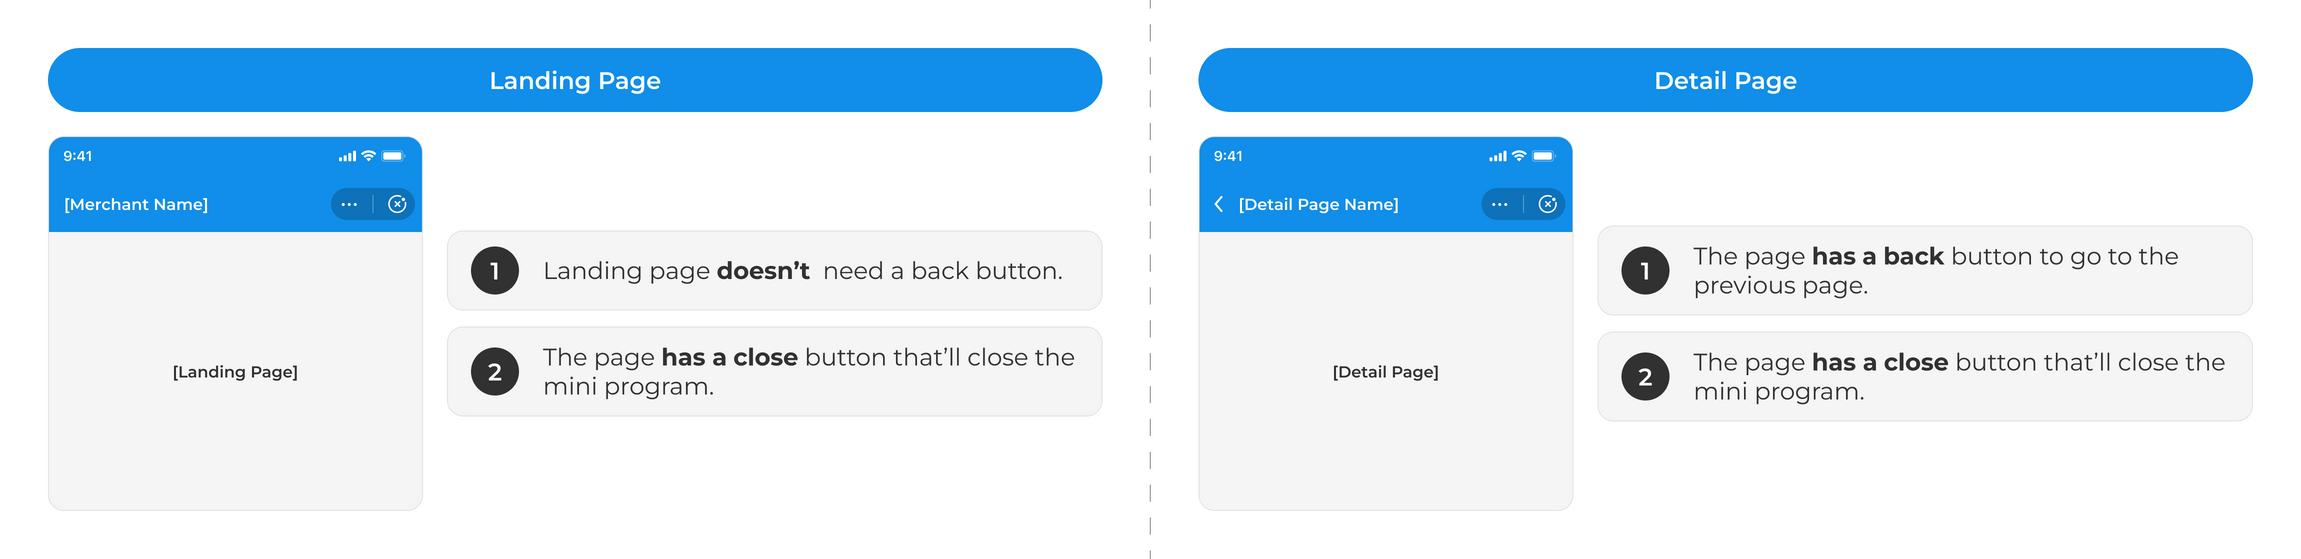 Landing Page
9:41
[Merchant Name]
[Landing Page]
1
Landing page doesn’t need a back button.
2
The page has a close button that’ll close the
mini program.
Detail Page
9:41
[Detail Page Name]
[Detail Page]
1
The page has a back button to go to the
previous page.
2
The page has a close button that’ll close the
mini program.